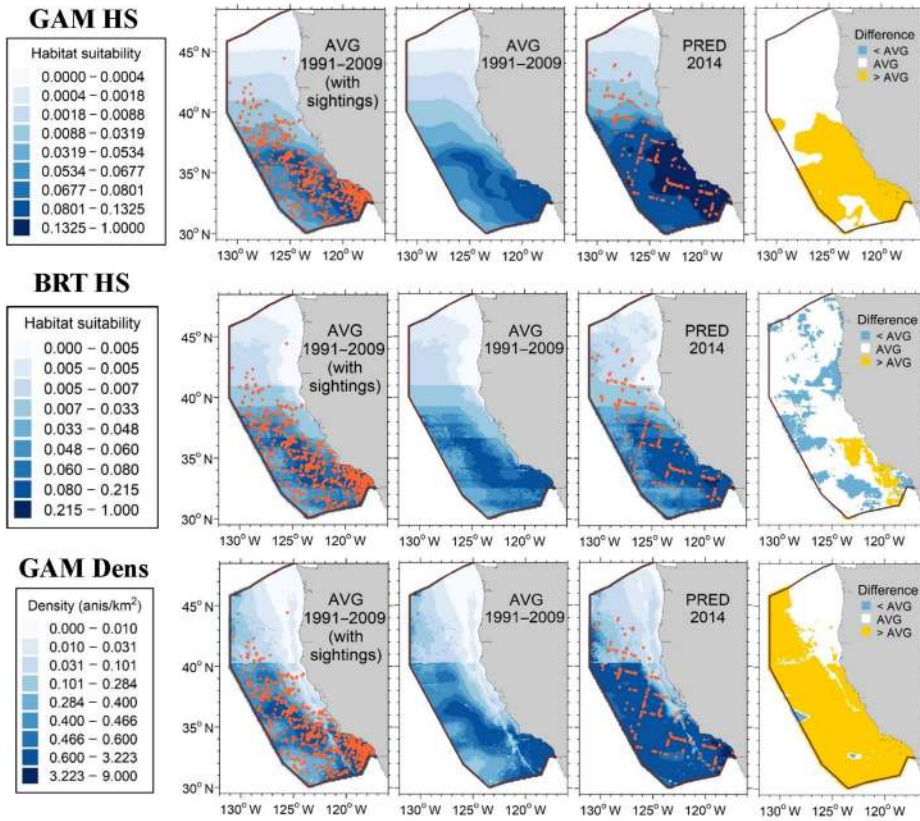 GAM HS
Habitat suitability
0.0000 – 0.0004
0.0004 – 0.0018
0.0018 – 0.0088
0.0088 – 0.0319
0.0319 – 0.0534
0.0534 – 0.0677
0.0677 – 0.0801
0.0801 – 0.1325
0.1325 – 1.0000
45° N
40° N
35° N
30° N
AVG
1991–2009
(with
sightings)
130° W 125° W 120° W
AVG
1991–2009
130° W 125° W 120° W
PRED
2014
130° W 125° W 120° W
Difference
< AVG
AVG
> AVG
130° W 125° W 120° W
BRT HS
Habitat suitability
0.000 – 0.005
0.005 – 0.005
0.005 – 0.007
0.007 – 0.033
0.033 – 0.048
0.048 – 0.060
0.060 – 0.080
0.080 – 0.215
0.215 – 1.000
45° N
40° N
35° N
30° N
AVG
1991–2009
(with
sightings)
130° W 125° W 120° W
AVG
1991–2009
130° W 125° W 120° W
PRED
2014
130° W 125° W 120° W
Difference
< AVG
AVG
> AVG
130° W 125° W 120° W
GAM Dens
Density (anis/km²)
0.000 – 0.010
0.010 – 0.031
0.031 – 0.101
0.101 – 0.284
0.284 – 0.400
0.400 – 0.466
0.466 – 0.600
0.600 – 3.223
3.223 – 9.000
45° N
40° N
35° N
30° N
AVG
1991–2009
(with
sightings)
130° W 125° W 120° W
AVG
1991–2009
130° W 125° W 120° W
PRED
2014
130° W 125° W 120° W
Difference
< AVG
AVG
> AVG
130° W 125° W 120° W